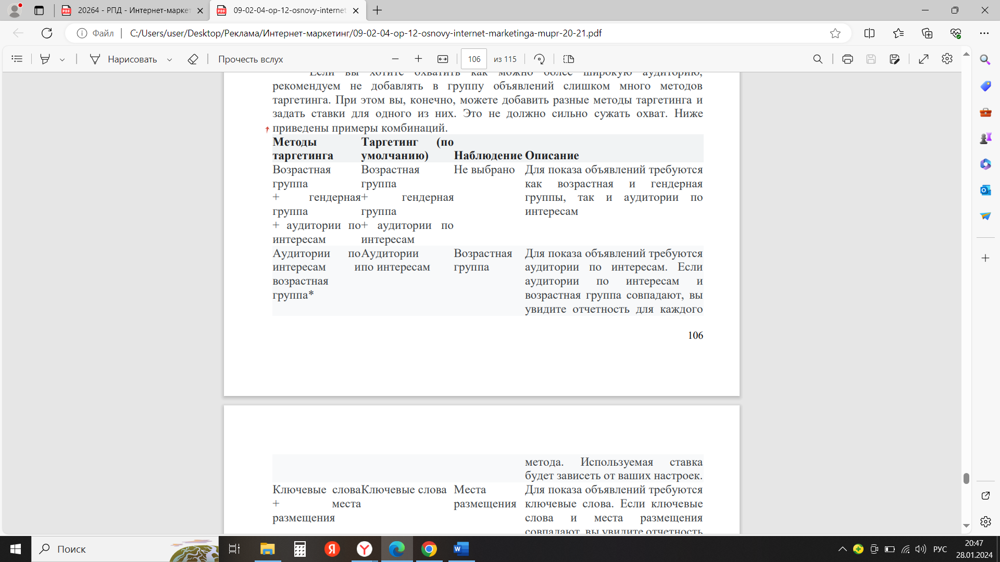 20264 - РПД - Интернет-маркет
09-02-04-op-12-osnovy-internet
Файл
C:/Users/user/Desktop/Реклама/Интернет-маркетинг/09-02-04-op-12-osnovy-internet-marketinga-mupr-20-21.pdf
Нарисовать
Прочесть вслух
106
из 115
Если вы хотите охватить как можно более широкую аудиторию,
рекомендуем не добавлять в группу объявлений слишком много методов
таргетинга. При этом вы, конечно, можете добавить разные методы таргетинга и
задать ставки для одного из них. Это не должно сильно сужать охват. Ниже
приведены примеры комбинаций.
Методы
таргетинга
Таргетинг (по
умолчанию)
Наблюдение
Описание
Возрастная
группа
+ гендерная
группа
+ аудитории по
интересам
Возрастная
группа
+ гендерная
группа
+ аудитории по
интересам
Не выбрано
Для показа объявлений требуются
как возрастная и гендерная
группы, так и аудитории по
интересам
Аудитории по
интересам и
возрастная
группа*
Аудитории
по интересам
Возрастная
группа
Для показа объявлений требуются
аудитории по интересам. Если
аудитории по интересам и
возрастная группа совпадают, вы
увидите отчетность для каждого
106
метода. Используемая ставка
будет зависеть от ваших настроек.
Ключевые слова
+ места
размещения
Ключевые слова
Места
размещения
Для показа объявлений требуются
ключевые слова. Если ключевые
слова и места размещения
совпадают, вы увидите отчетность
Поиск
РУС
20:47
28.01.2024